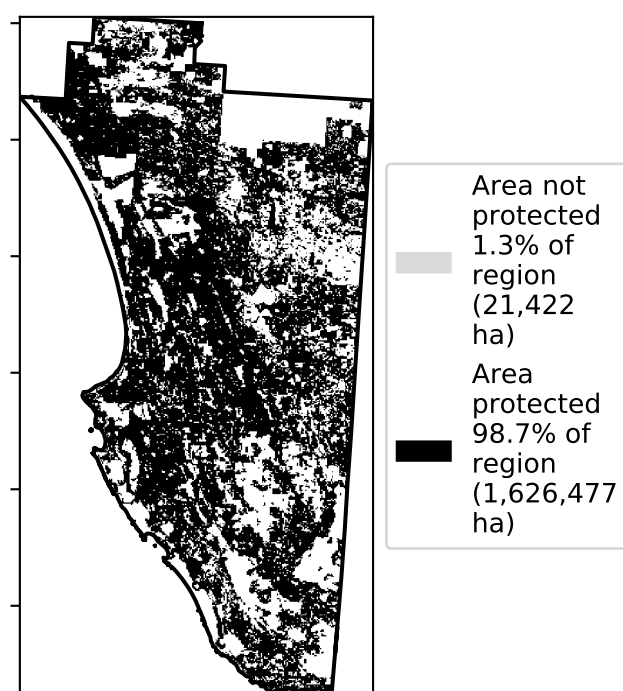 Area not
protected
1.3% of
region
(21,422
ha)
Area
protected
98.7% of
region
(1,626,477
ha)